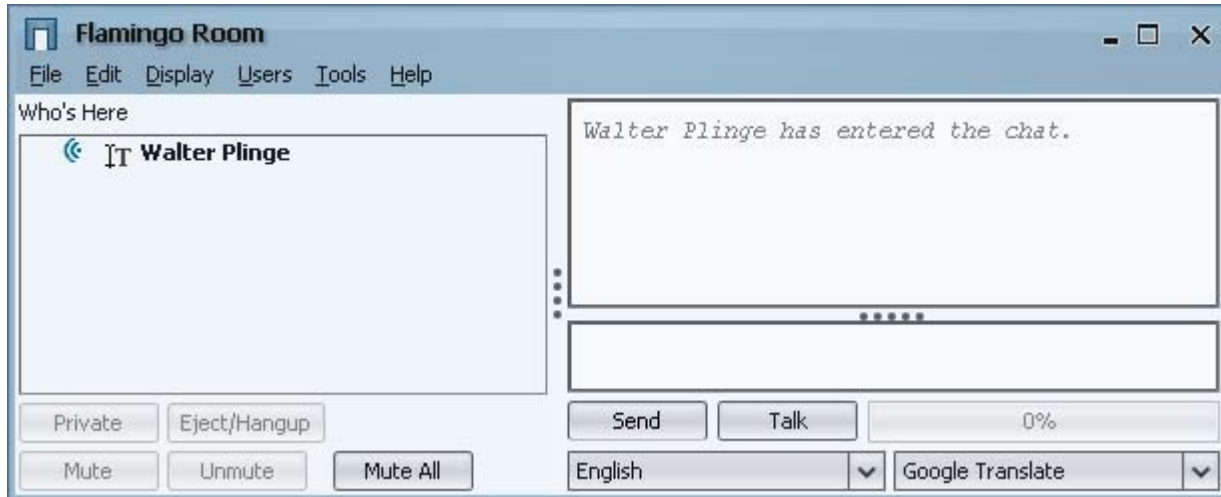 Flamingo Room
File Edit Display Users Tools Help
Who's Here
Walter Plinge
Walter Plinge has entered the chat.
Private Eject/Hangup
Send Talk 0%
Mute Unmute Mute All
English Google Translate